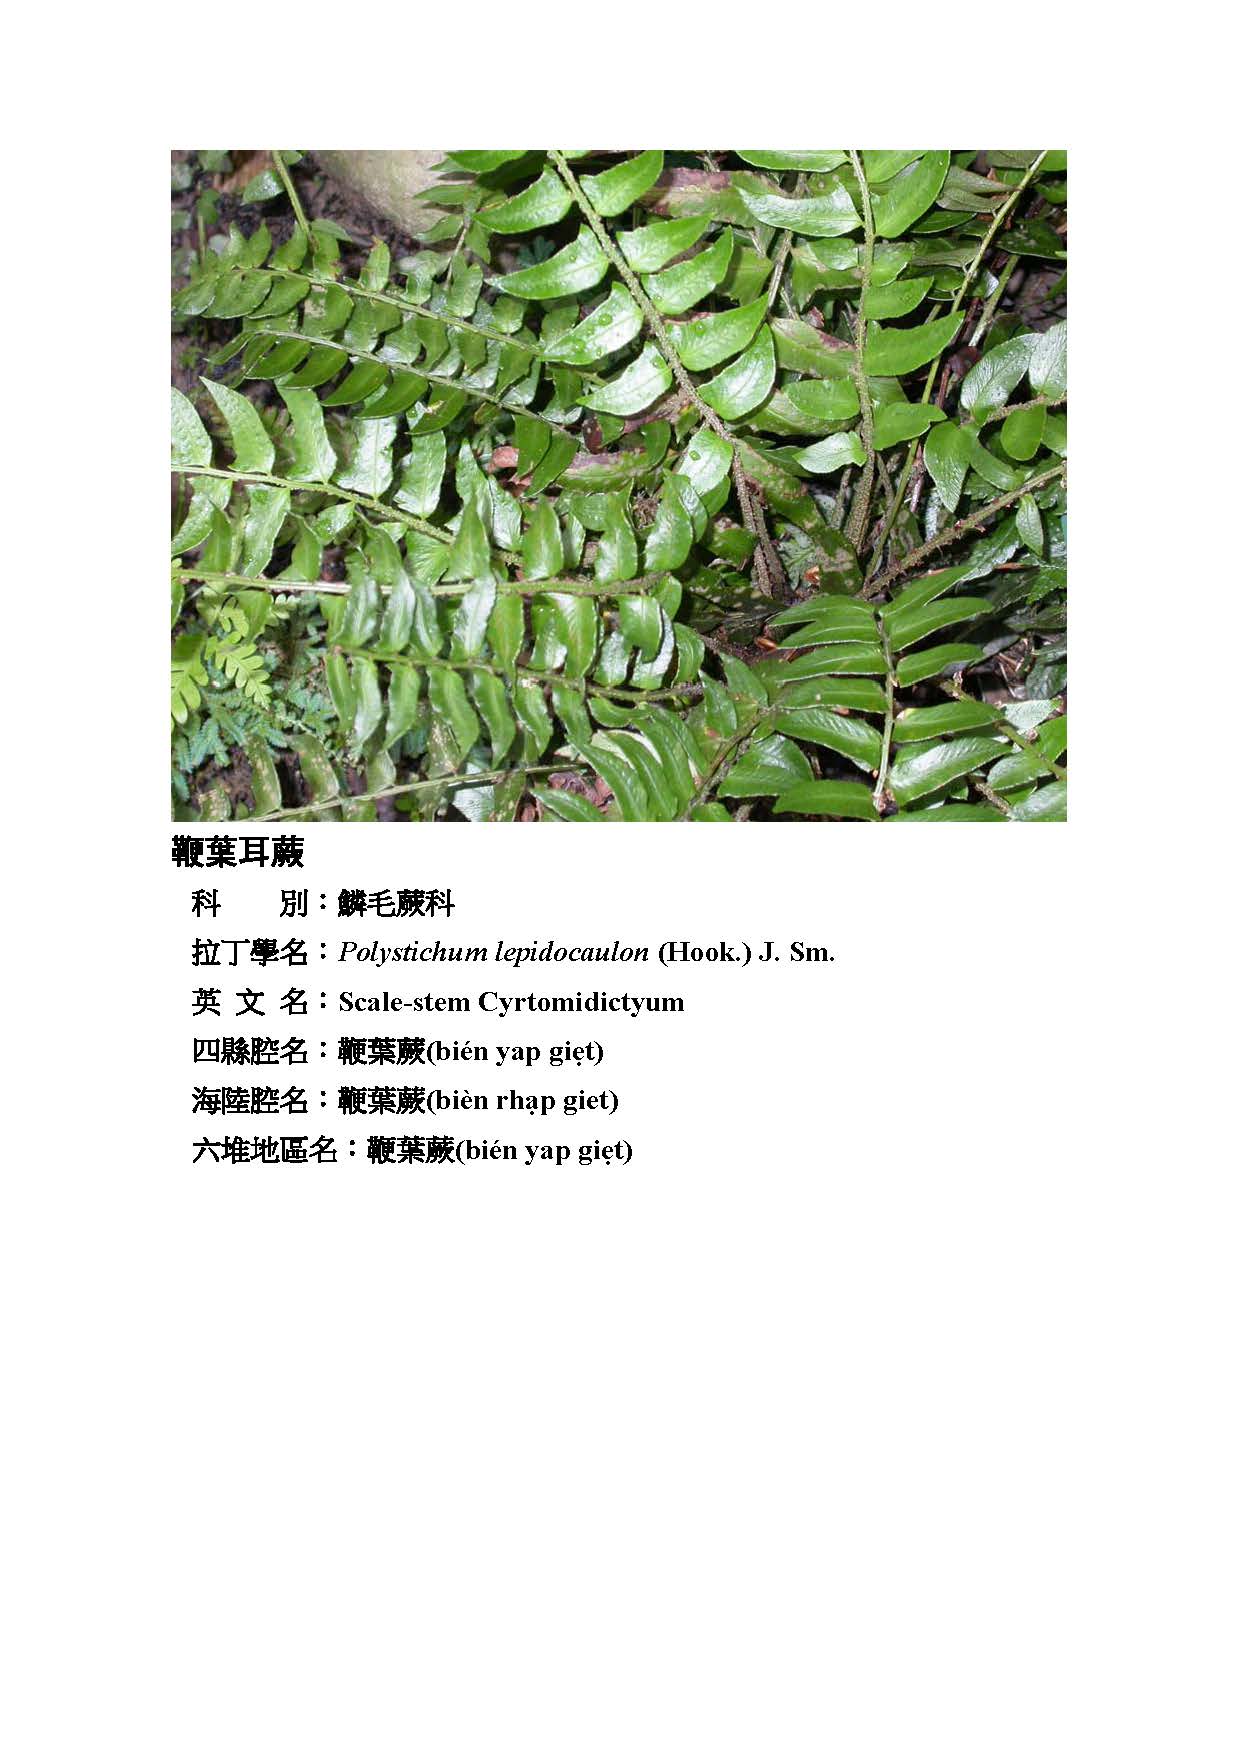 鞭葉耳蕨
科　　別：鱗毛蕨科
拉丁學名：Polystichum lepidocaulon (Hook.) J. Sm.
英 文 名：Scale-stem Cyrtomidictyum
四縣腔名：鞭葉蕨(bién yap giẹt)
海陸腔名：鞭葉蕨(bièn rhạp giet)
六堆地區名：鞭葉蕨(bién yap giẹt)